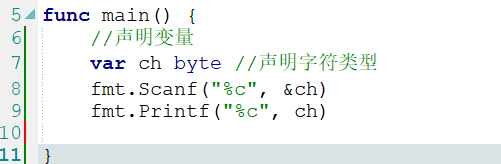 5 func main() {
6 //声明变量
7 var ch byte //声明字符类型
8 fmt.Scanf("%c", &ch)
9 fmt.Printf("%c", ch)
10
11 }